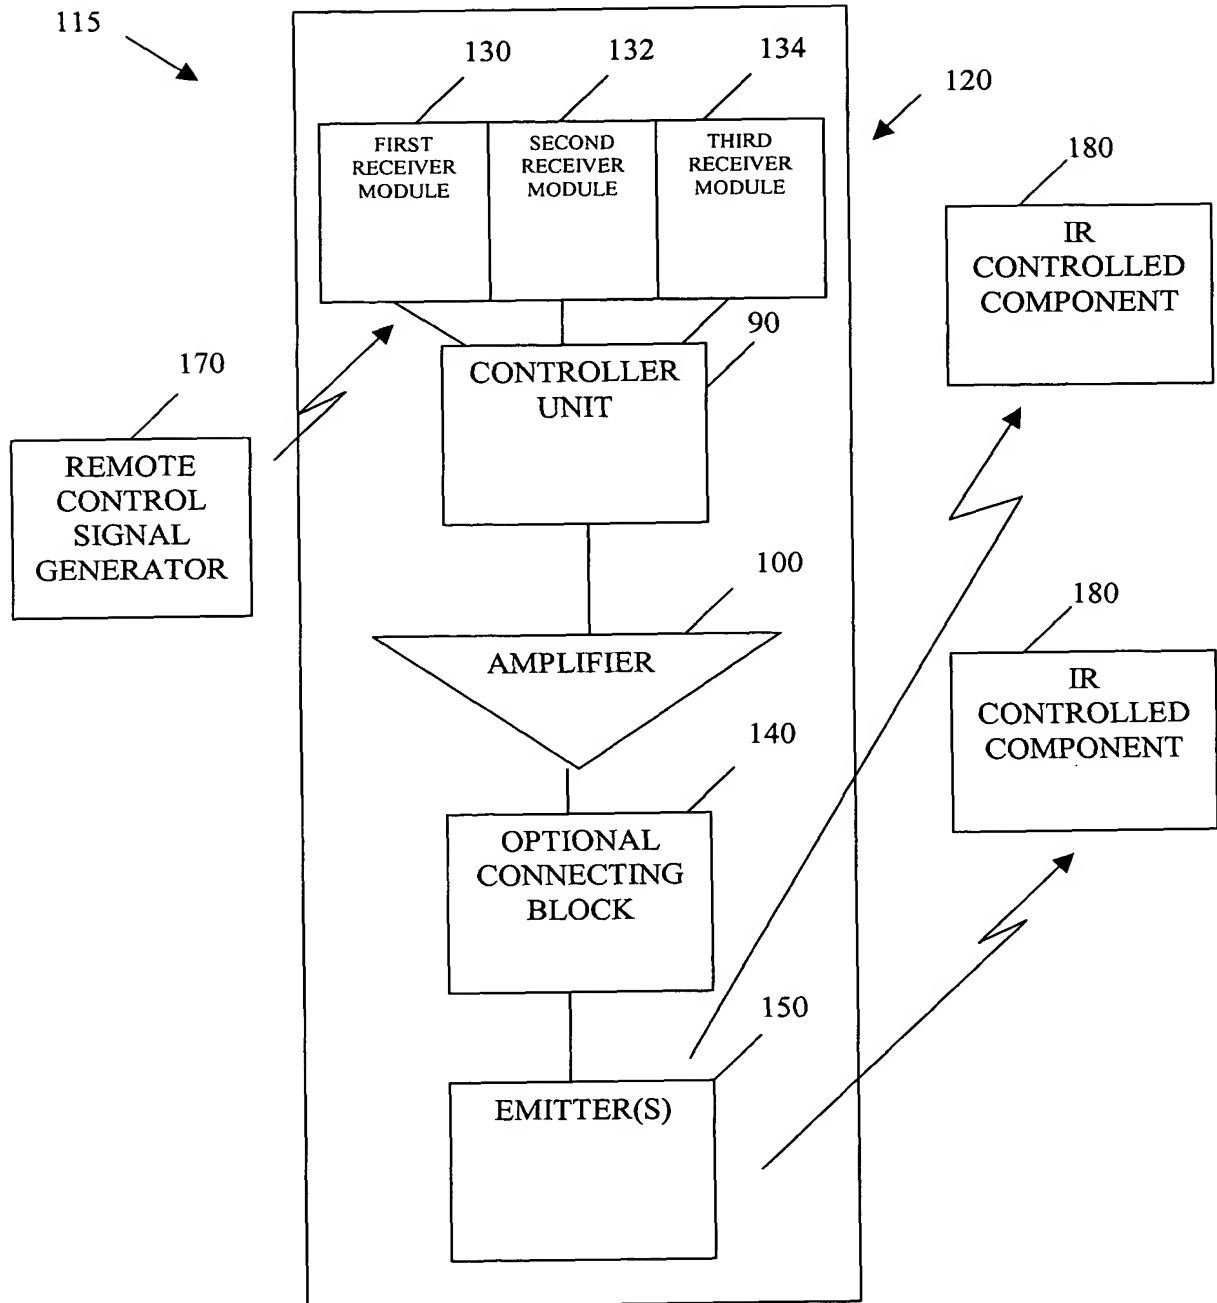 115
130
132
134
120
FIRST
RECEIVER
MODULE
SECOND
RECEIVER
MODULE
THIRD
RECEIVER
MODULE
180
IR
CONTROLLED
COMPONENT
90
CONTROLLER
UNIT
170
REMOTE
CONTROL
SIGNAL
GENERATOR
100
AMPLIFIER
180
IR
CONTROLLED
COMPONENT
140
OPTIONAL
CONNECTING
BLOCK
150
EMITTER(S)